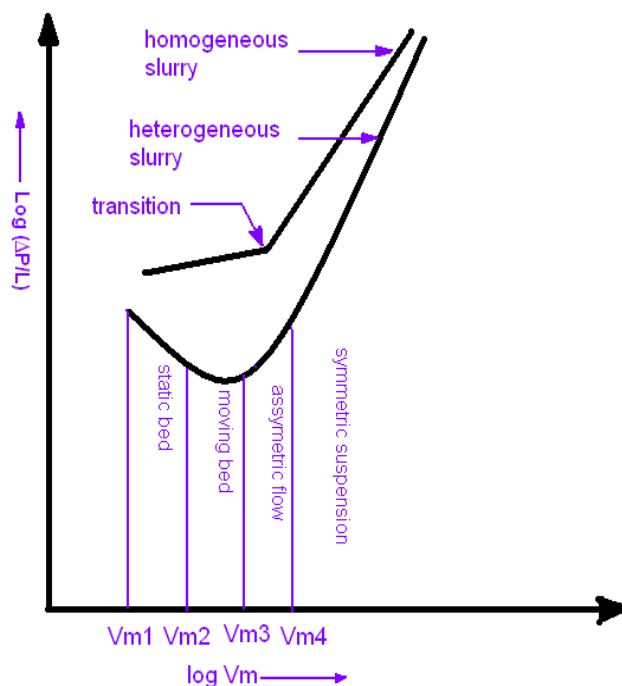 homogeneous
slurry
heterogeneous
slurry
transition
Log (ΔP/L)
static bed
moving bed
assymetric flow
symmetric suspension
Vm1
Vm2
Vm3
Vm4
log Vm